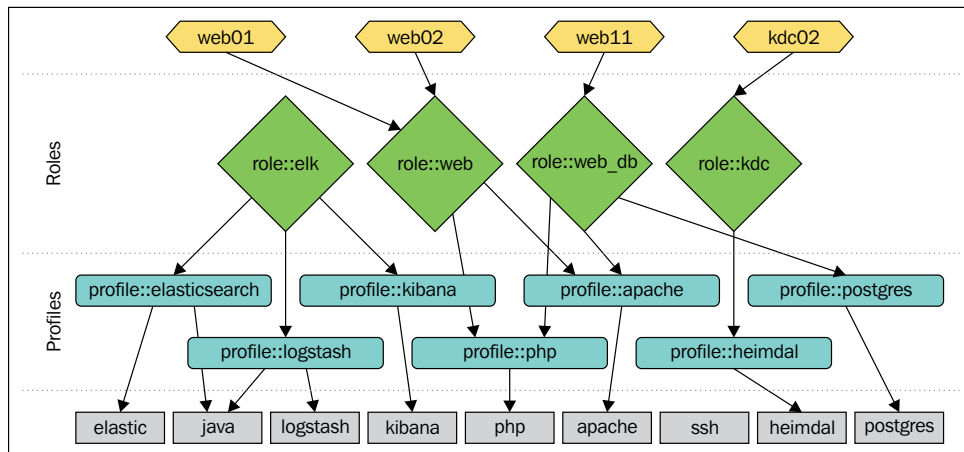 web01
web02
web11
kdc02
Roles
role::elk
role::web
role::web_db
role::kdc
Profiles
profile::elasticsearch
profile::kibana
profile::apache
profile::postgres
profile::logstash
profile::php
profile::heimdal
elastic
java
logstash
kibana
php
apache
ssh
heimdal
postgres